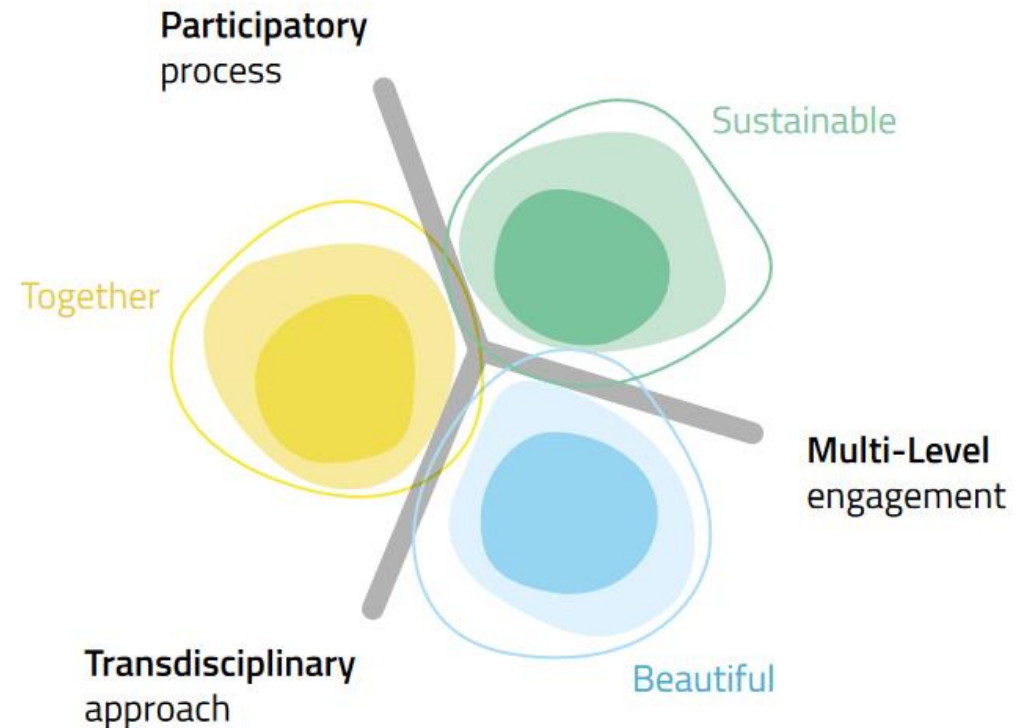 Participatory
process
Sustainable
Together
Multi-Level
engagement
Transdisciplinary
approach
Beautiful